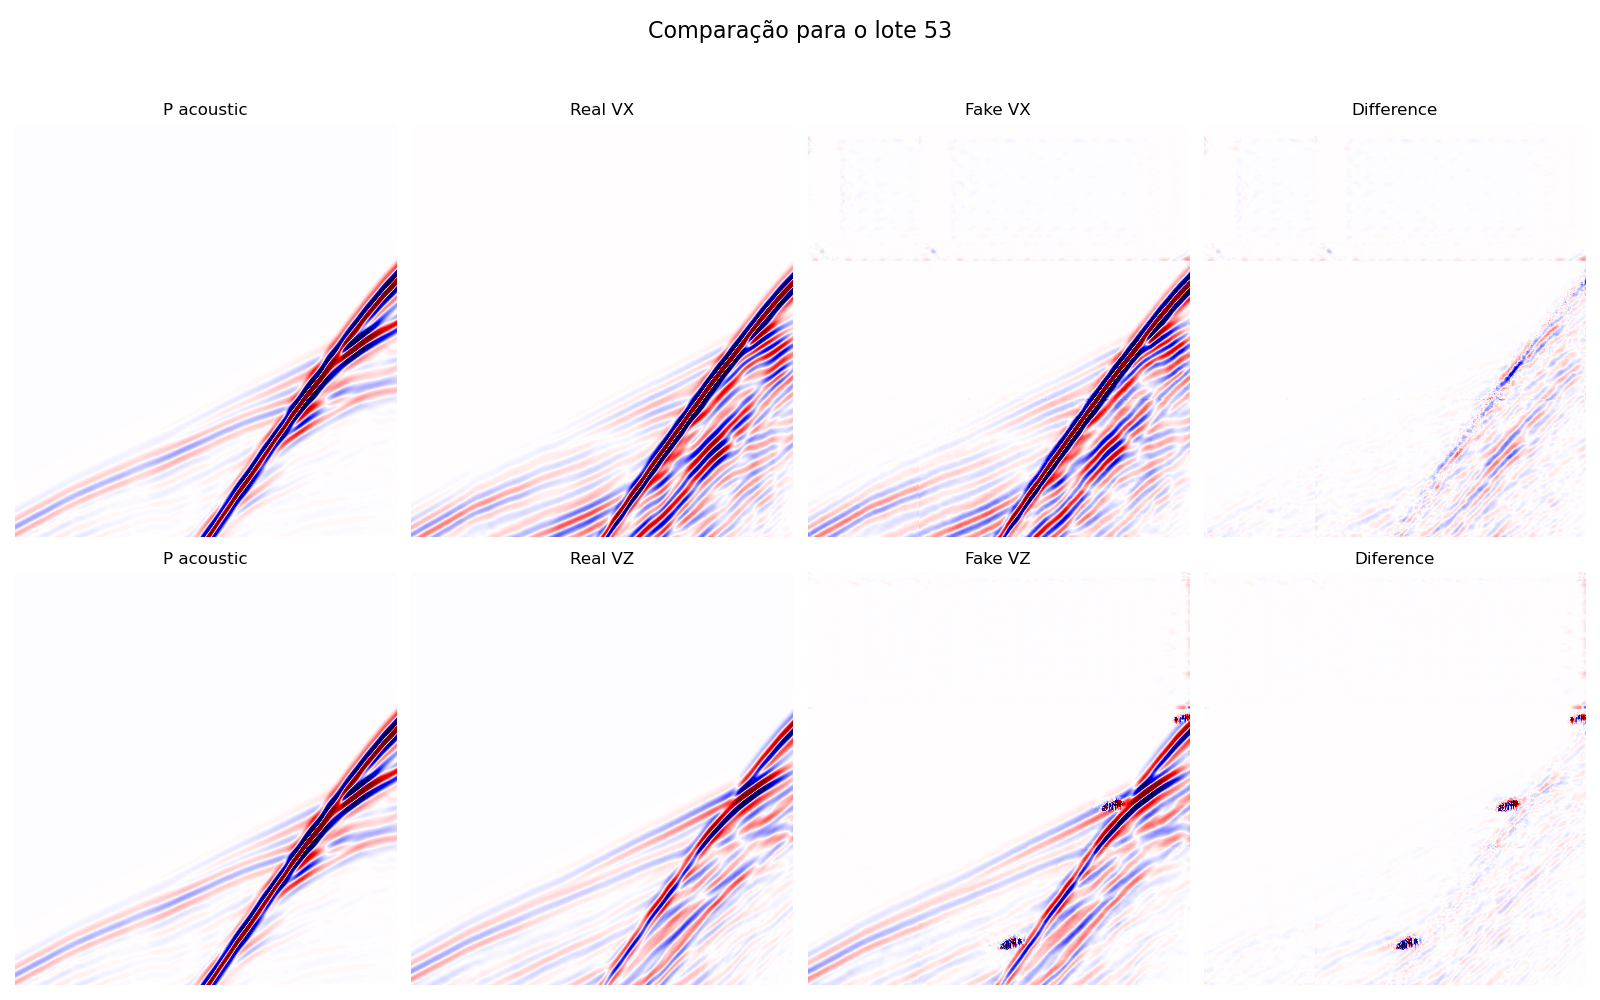 Comparação para o lote 53
P acoustic
Real VX
Fake VX
Difference
P acoustic
Real VZ
Fake VZ
Diference